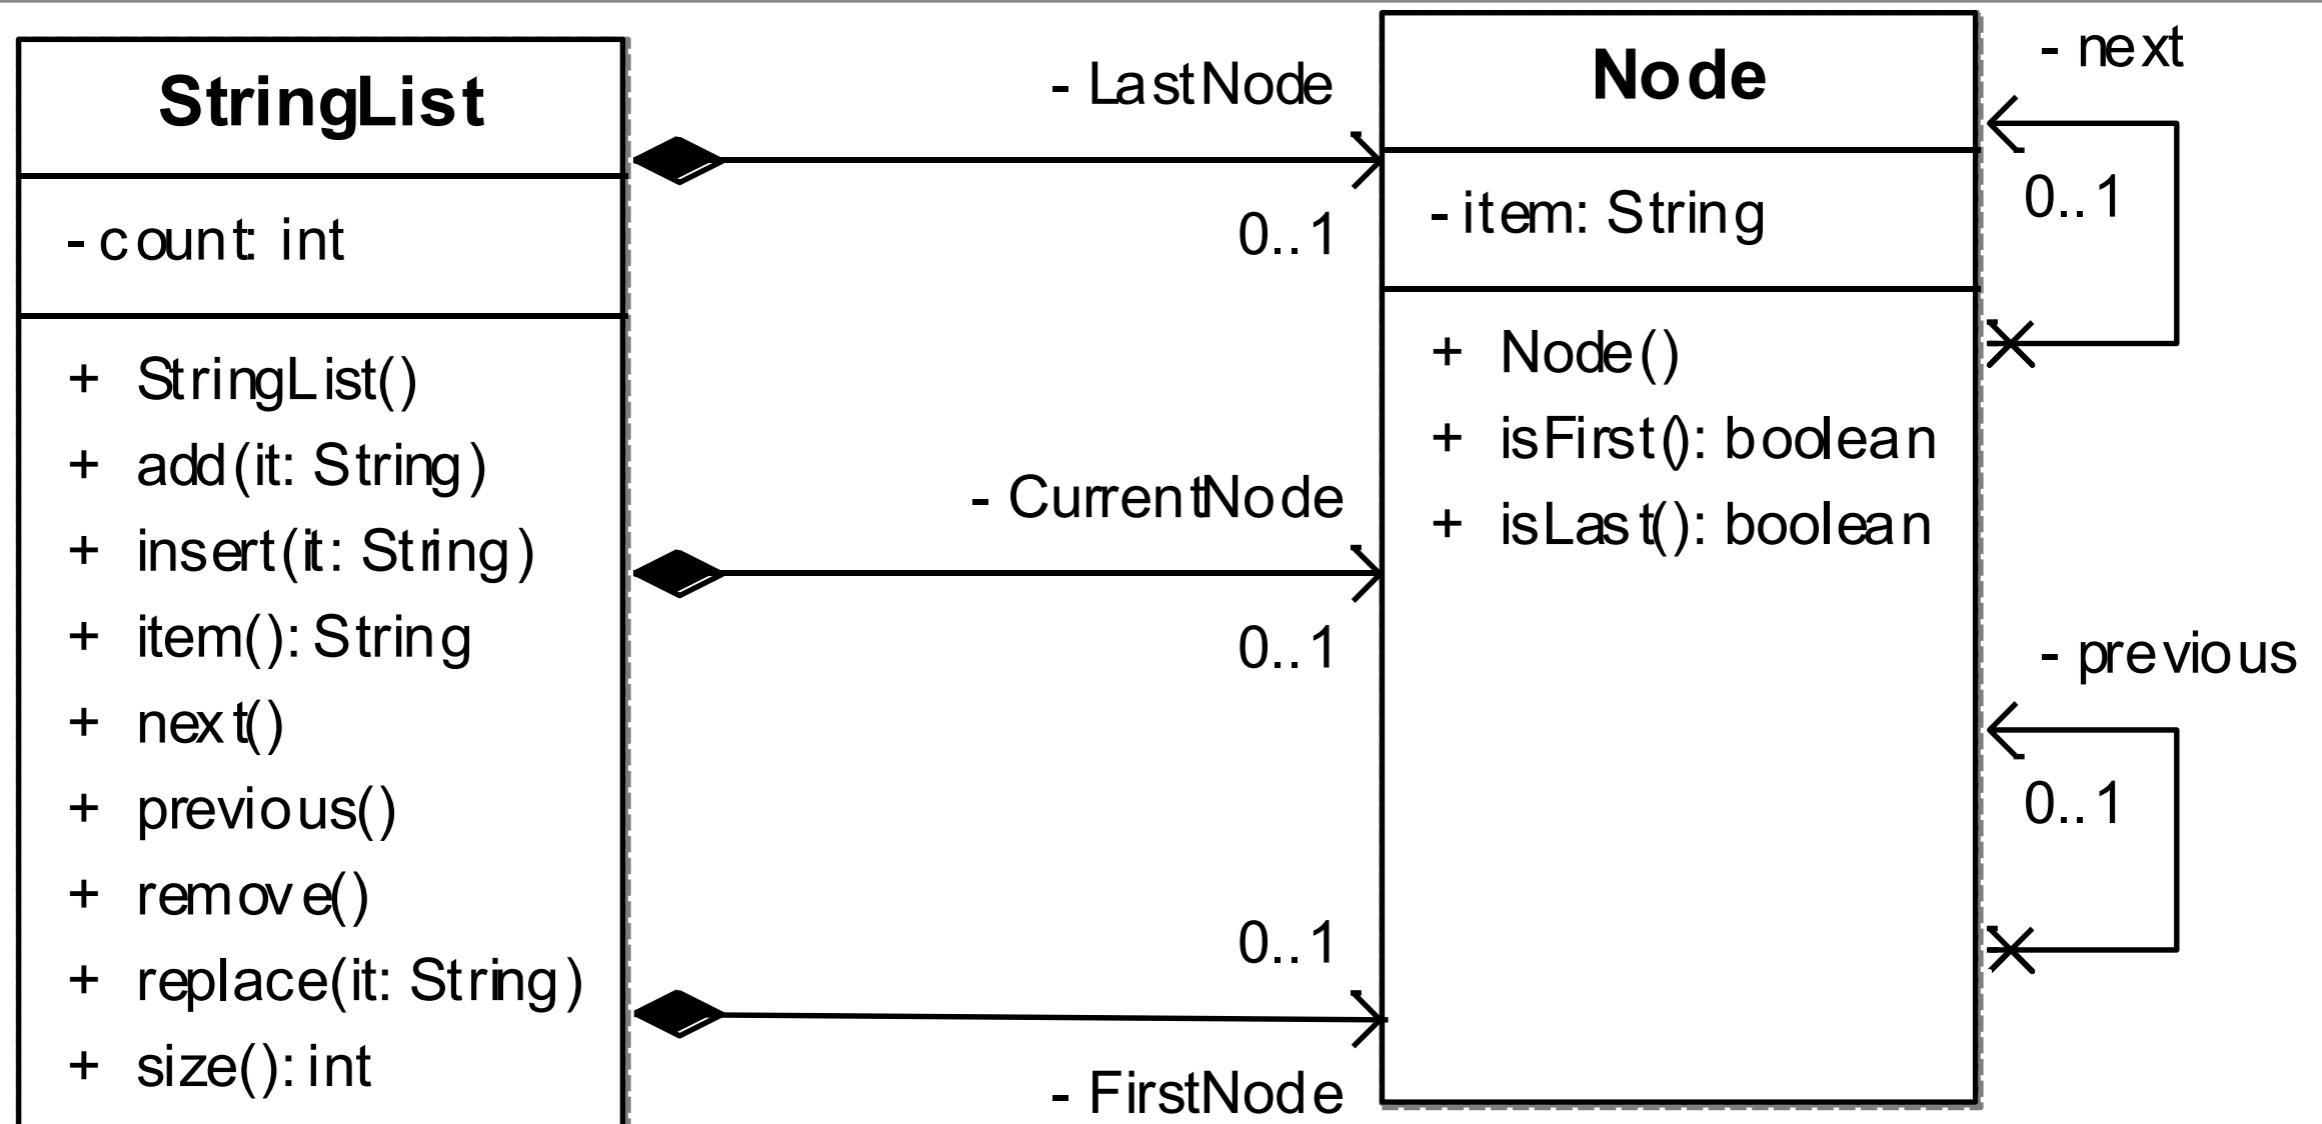 StringList
- count: int
+ StringList()
+ add(it: String)
+ insert(it: String)
+ item(): String
+ next()
+ previous()
+ remove()
+ replace(it: String)
+ size(): int
- LastNode
0..1
- CurrentNode
0..1
0..1
- FirstNode
Node
- item: String
+ Node()
+ isFirst(): boolean
+ isLast(): boolean
- next
0..1
- previous
0..1